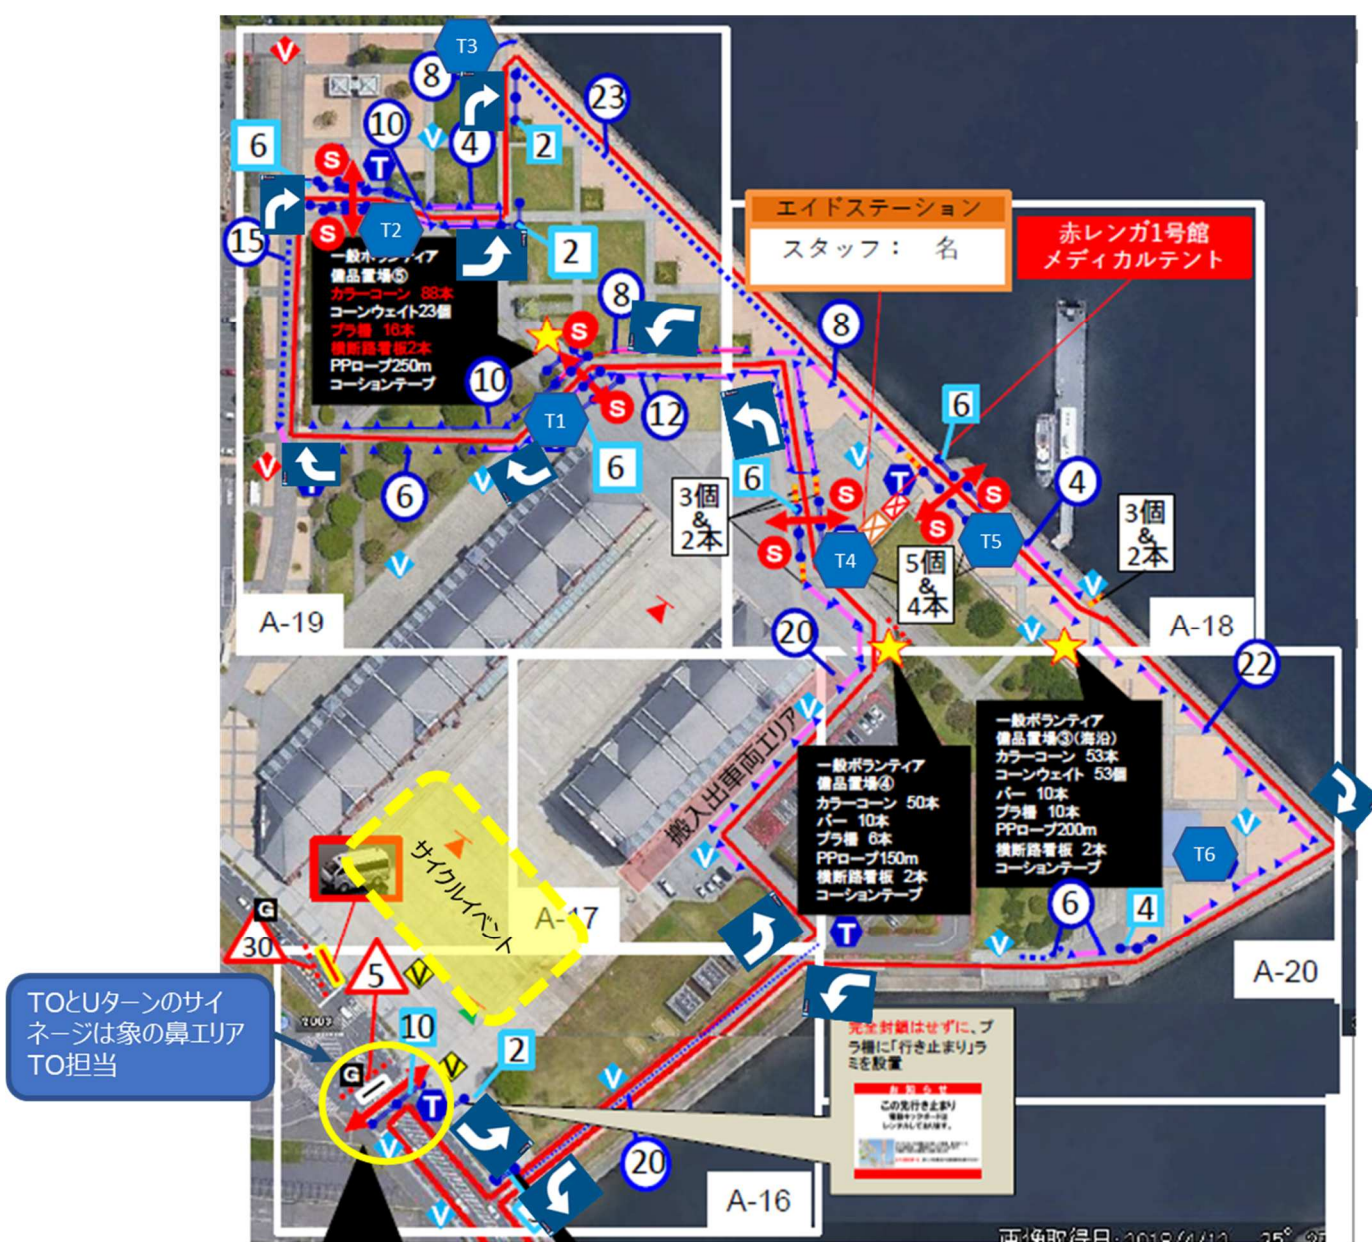 T3
8
23
10
V
6
S
T
4
2
エイドステーション
スタッフ： 名
赤レンガ1号館
メディカルテント
15
S
T2
2
一般ボランティア
備品置場⑤
カラーコーン 88本
コーンウェイト23個
プラ柵 16本
横断路看板2本
PPロープ250m
コーションテープ
8
S
8
10
S
12
T1
6
6
6
3個
&
2本
6
V
T
S
S
S
S
4
3個
&
2本
T4
5個
&
4本
T5
V
V
V
V
V
A-19
A-18
20
22
搬入出車両エリア
V
V
一般ボランティア
備品置場④
カラーコーン 50本
バー 10本
プラ柵 6本
PPロープ150m
横断路看板 2本
コーションテープ
一般ボランティア
備品置場③(海沿)
カラーコーン 53本
コーンウェイト 53個
バー 10本
プラ柵 10本
PPロープ200m
横断路看板 2本
コーションテープ
V
T6
サイクルイベント
A-17
G
30
T
V
6
4
A-20
TOとUターンのサイ
ネージは象の鼻エリア
TO担当
5
V
10
2
G
V
T
V
V
20
V
A-16
完全封鎖はせずに、プ
ラ柵に「行き止まり」ラ
ミを設置
お 知 ら せ
この先行き止まり